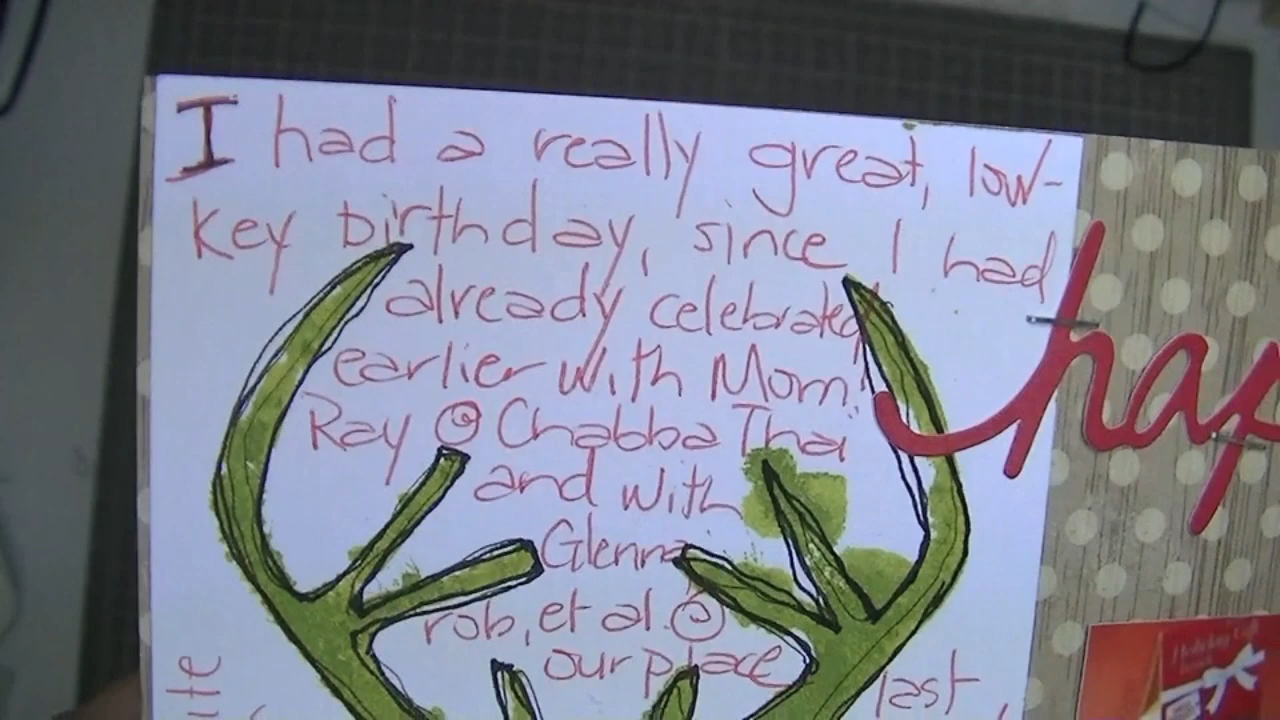 I had a really great, low-
key birthday, since I had
already celebrated
earlier with Mom!
Ray @ Chabba Thai
and with
Glenna
rob, et al. @
our place
last
hap